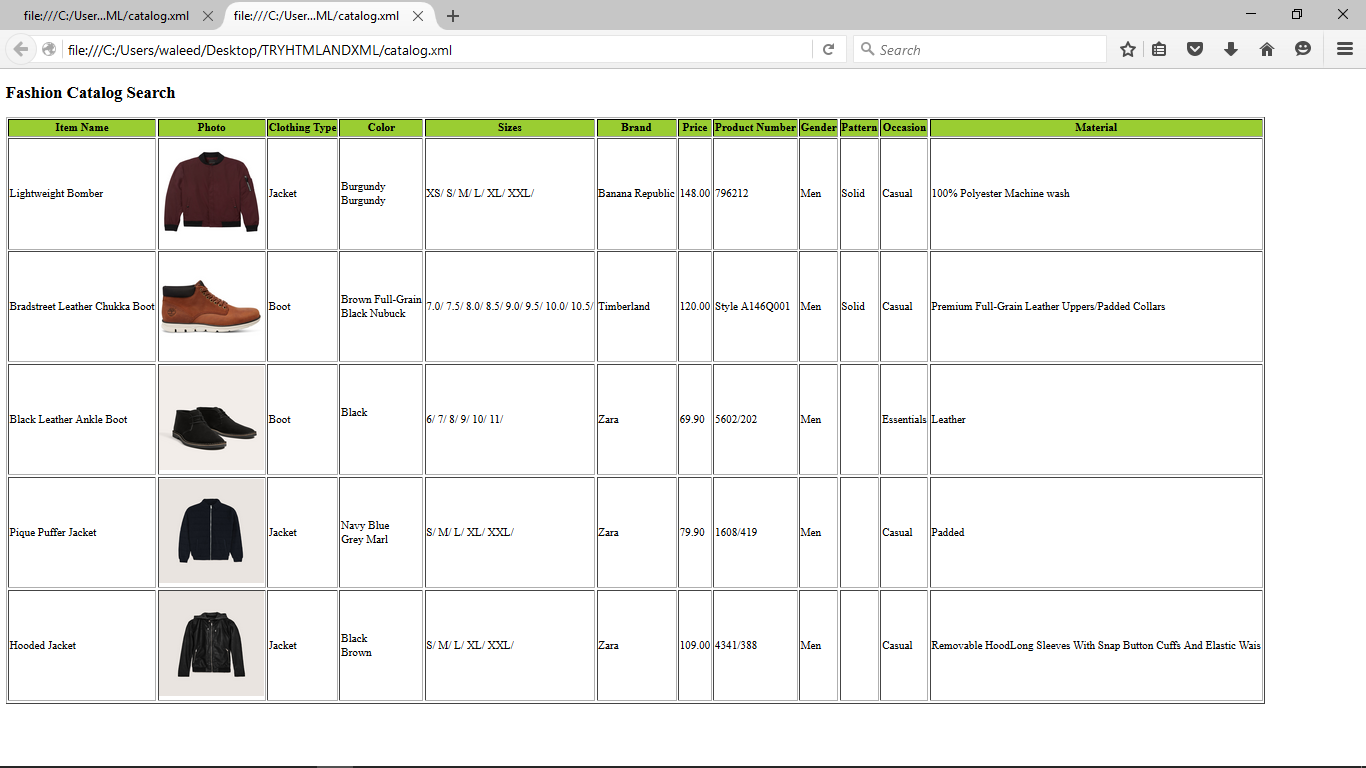 file:///C:/User...ML/catalog.xml file:///C:/User...ML/catalog.xml
file:///C:/Users/waleed/Desktop/TRYHTMLANDXML/catalog.xml Search
Fashion Catalog Search
Item Name Photo Clothing Type Color Sizes Brand Price Product Number Gender Pattern Occasion Material
Lightweight Bomber Jacket Burgundy XS/ S/ M/ L/ XL/ XXL/ Banana Republic 148.00 796212 Men Solid Casual 100% Polyester Machine wash
Burgundy
Bradstreet Leather Chukka Boot Boot Brown Full-Grain 7.0/ 7.5/ 8.0/ 8.5/ 9.0/ 9.5/ 10.0/ 10.5/ Timberland 120.00 Style A146Q001 Men Solid Casual Premium Full-Grain Leather Uppers/Padded Collars
Black Nubuck
Black Leather Ankle Boot Boot Black 6/ 7/ 8/ 9/ 10/ 11/ Zara 69.90 5602/202 Men Essentials Leather
Pique Puffer Jacket Jacket Navy Blue S/ M/ L/ XL/ XXL/ Zara 79.90 1608/419 Men Casual Padded
Grey Marl
Hooded Jacket Jacket Black S/ M/ L/ XL/ XXL/ Zara 109.00 4341/388 Men Casual Removable HoodLong Sleeves With Snap Button Cuffs And Elastic Wais
Brown